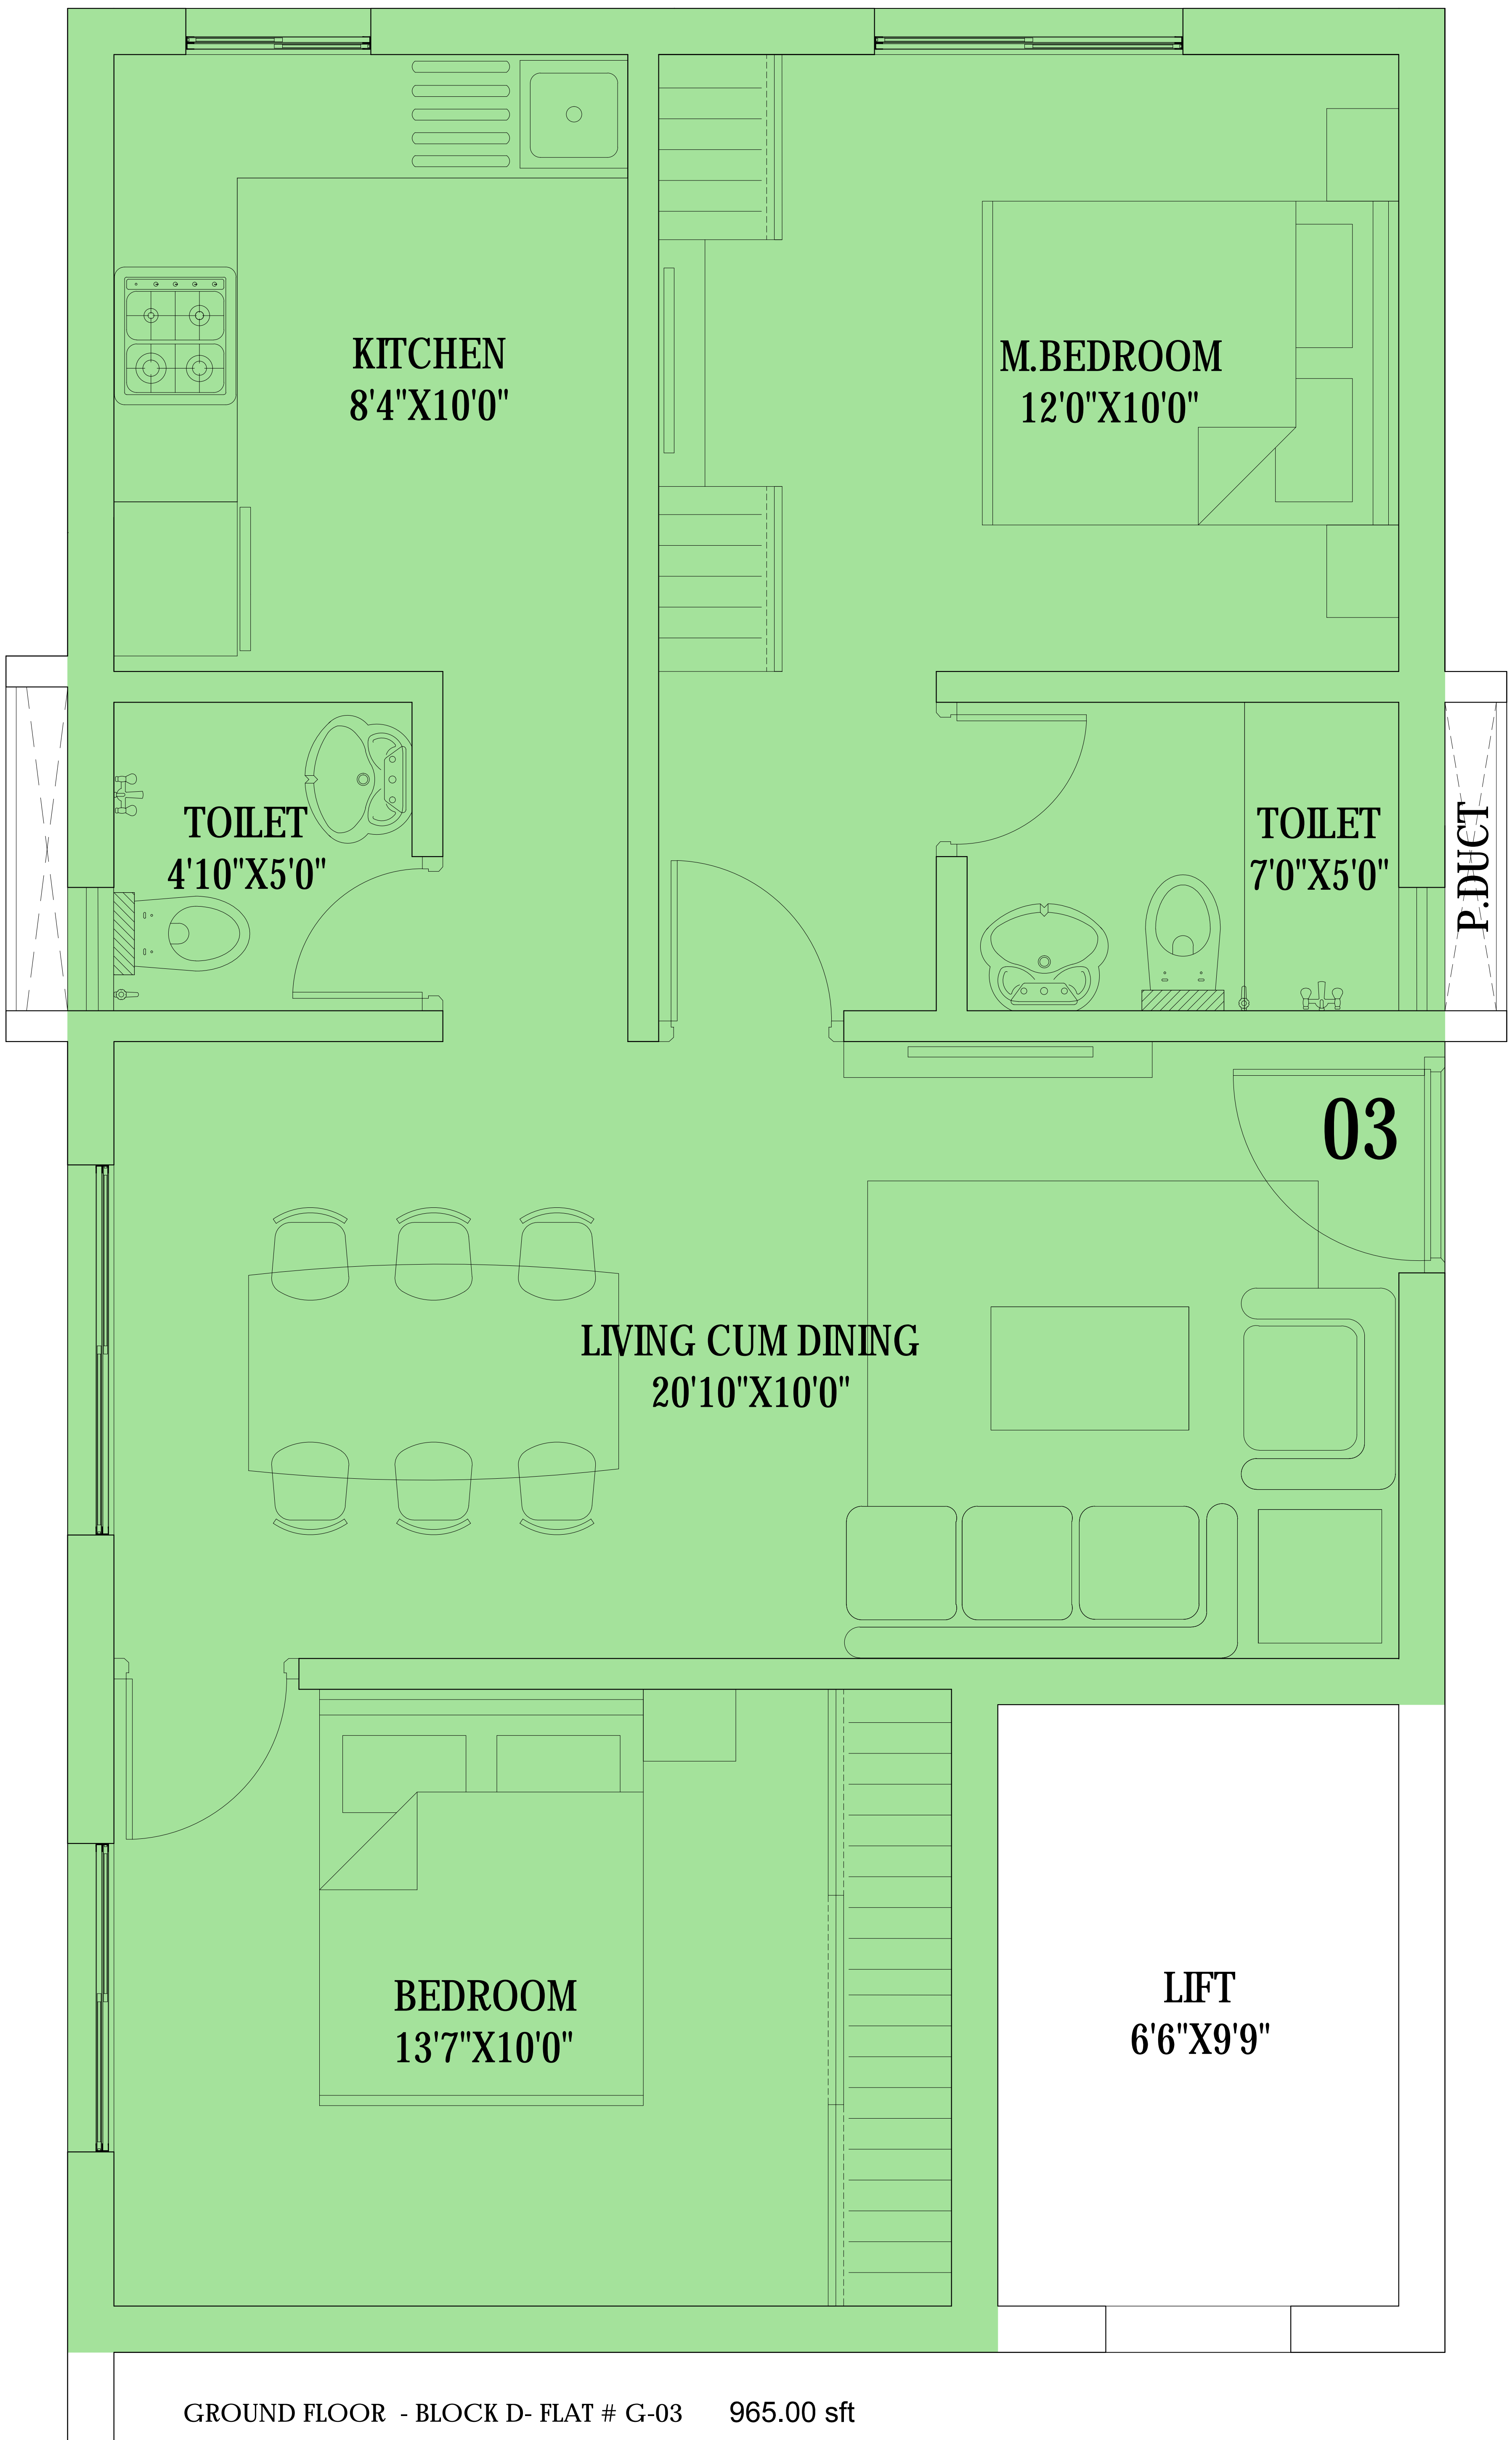 KITCHEN
8'4"X10'0"
M.BEDROOM
12'0"X10'0"
TOILET
4'10"X5'0"
TOILET
7'0"X5'0"
P.DUCT
03
LIVING CUM DINING
20'10"X10'0"
BEDROOM
13'7"X10'0"
LIFT
6'6"X9'9"
GROUND FLOOR - BLOCK D- FLAT # G-03 965.00 sft